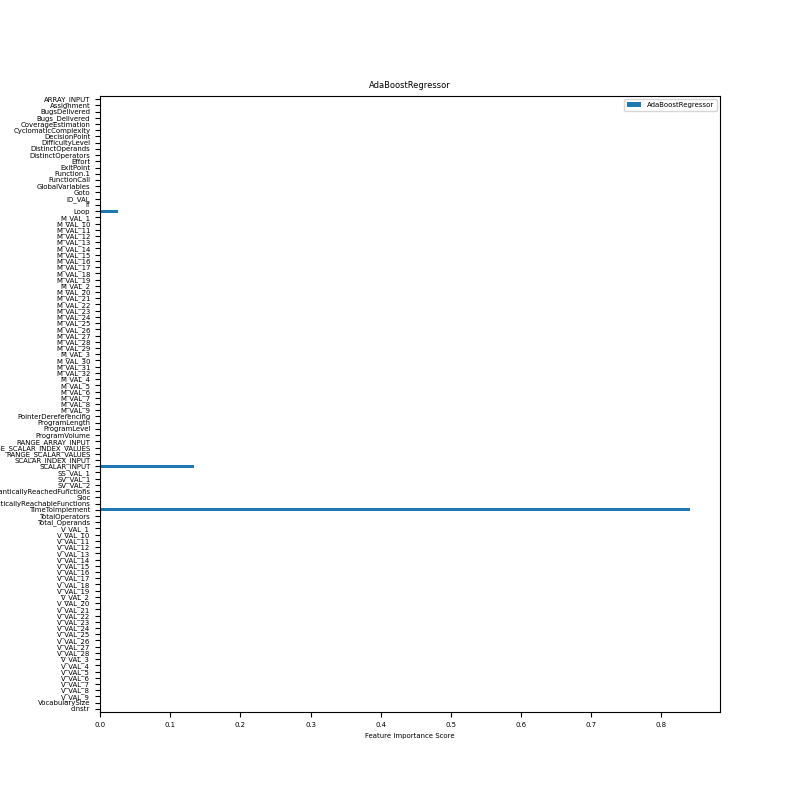 AdaBoostRegressor
AdaBoostRegressor
ARRAY_INPUT
Assignment
BugsDelivered
Bugs_Delivered
CoverageEstimation
CyclomaticComplexity
DecisionPoint
DifficultyLevel
DistinctOperands
DistinctOperators
Effort
ExitPoint
Function.1
FunctionCall
GlobalVariables
Goto
ID_VAL
If
Loop
M_VAL_1
M_VAL_10
M_VAL_11
M_VAL_12
M_VAL_13
M_VAL_14
M_VAL_15
M_VAL_16
M_VAL_17
M_VAL_18
M_VAL_19
M_VAL_2
M_VAL_20
M_VAL_21
M_VAL_22
M_VAL_23
M_VAL_24
M_VAL_25
M_VAL_26
M_VAL_27
M_VAL_28
M_VAL_29
M_VAL_3
M_VAL_30
M_VAL_31
M_VAL_32
M_VAL_4
M_VAL_5
M_VAL_6
M_VAL_7
M_VAL_8
M_VAL_9
PointerDereferencing
ProgramLength
ProgramLevel
ProgramVolume
RANGE_ARRAY_INPUT
E_SCALAR_INDEX_VALUES
RANGE_SCALAR_VALUES
SCALAR_INDEX_INPUT
SCALAR_INPUT
SS_VAL_1
SV_VAL_1
SV_VAL_2
anticallyReachedFunctions
Sloc
ticallyReachableFunctions
TimeToImplement
TotalOperators
Total_Operands
V_VAL_1
V_VAL_10
V_VAL_11
V_VAL_12
V_VAL_13
V_VAL_14
V_VAL_15
V_VAL_16
V_VAL_17
V_VAL_18
V_VAL_19
V_VAL_2
V_VAL_20
V_VAL_21
V_VAL_22
V_VAL_23
V_VAL_24
V_VAL_25
V_VAL_26
V_VAL_27
V_VAL_28
V_VAL_3
V_VAL_4
V_VAL_5
V_VAL_6
V_VAL_7
V_VAL_8
V_VAL_9
VocabularySize
cinstr
0.0 0.1 0.2 0.3 0.4 0.5 0.6 0.7 0.8
Feature Importance Score